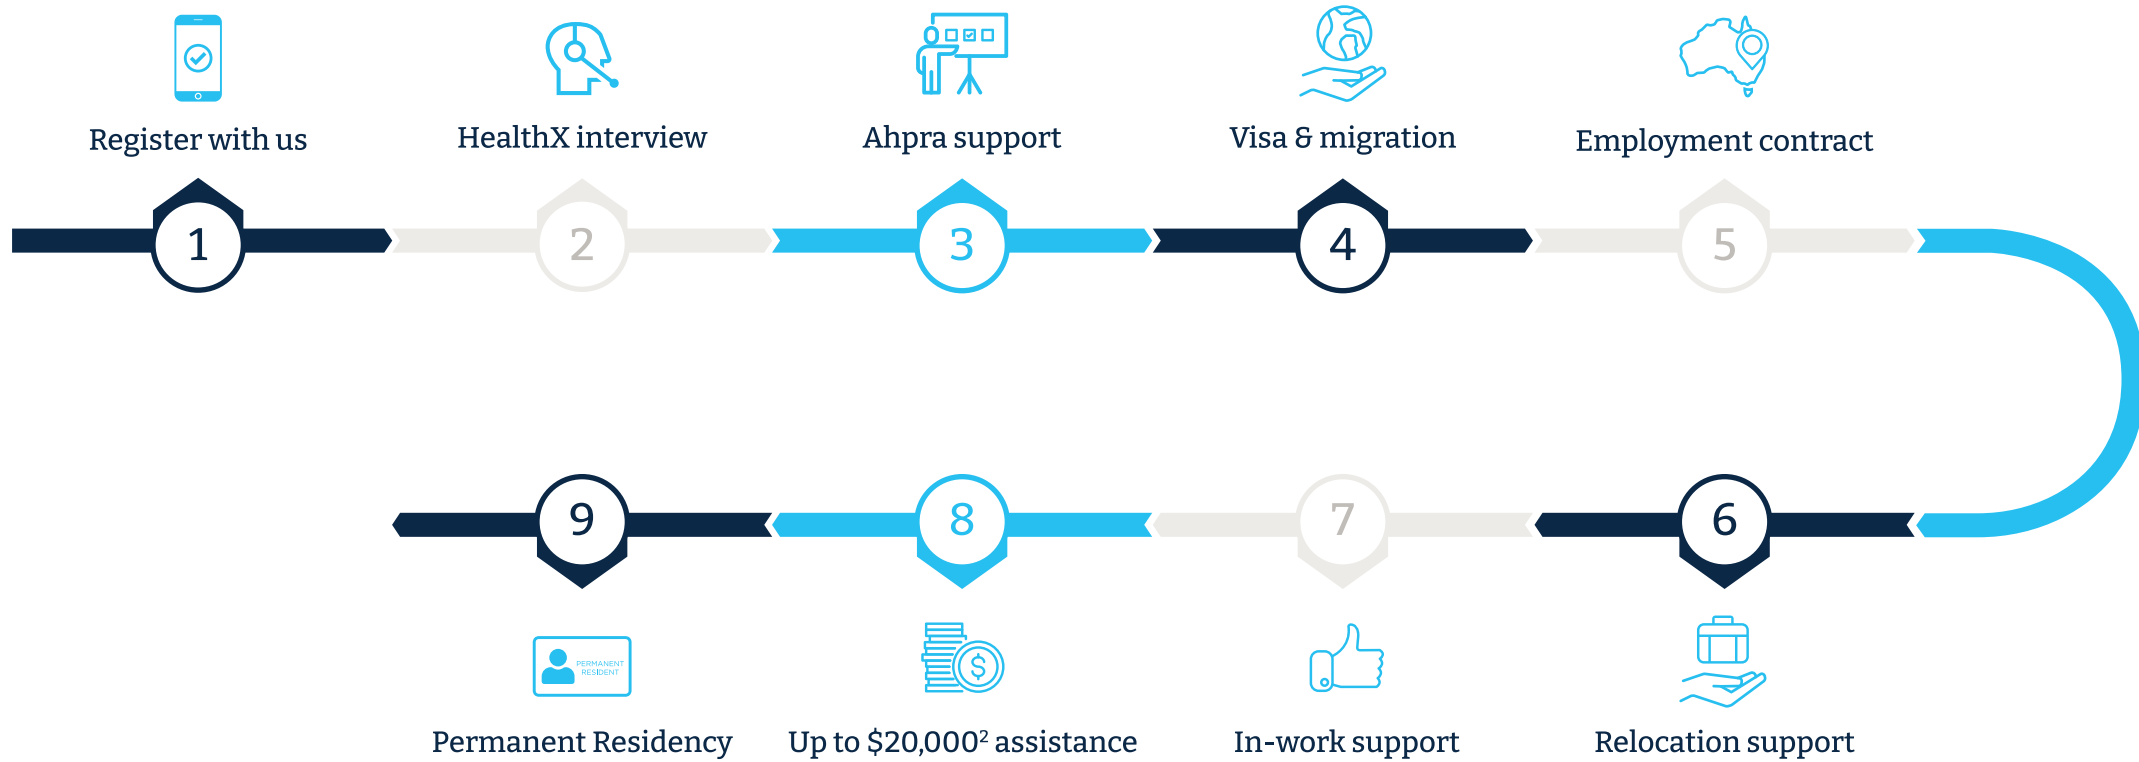 Register with us
HealthX interview
Ahpra support
Visa & migration
Employment contract
1
2
3
4
5
9
8
7
6
PERMANENT
RESIDENT
$
Permanent Residency
Up to $20,000² assistance
In-work support
Relocation support